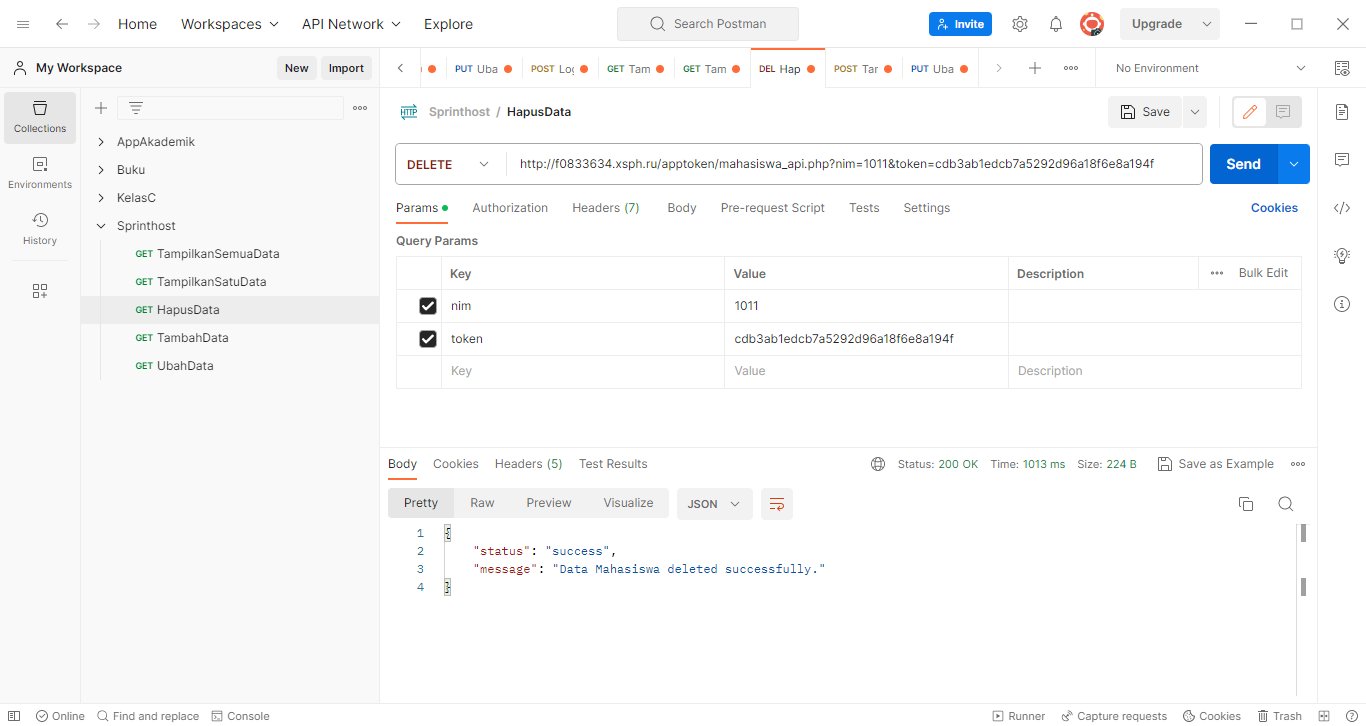 Home Workspaces API Network Explore Search Postman Invite Upgrade
My Workspace New Import
PUT Uba POST Log GET Tam GET Tam DEL Hap POST Tar PUT Uba No Environment
Collections
Environments
History
AppAkademik
Buku
KelasC
Sprinthost
GET TampilkanSemuaData
GET TampilkanSatuData
GET HapusData
GET TambahData
GET UbahData
HTTP Sprinthost / HapusData Save
DELETE http://f0833634.xsph.ru/apptoken/mahasiswa_api.php?nim=1011&token=cdb3ab1edcb7a5292d96a18f6e8a194f Send
Params Authorization Headers (7) Body Pre-request Script Tests Settings Cookies
Query Params
Key Value Description Bulk Edit
nim 1011
token cdb3ab1edcb7a5292d96a18f6e8a194f
Key Value Description
Body Cookies Headers (5) Test Results Status: 200 OK Time: 1013 ms Size: 224 B Save as Example
Pretty Raw Preview Visualize JSON
1 {
2 "status": "success",
3 "message": "Data Mahasiswa deleted successfully."
4 }
Online Find and replace Console Runner Capture requests Cookies Trash